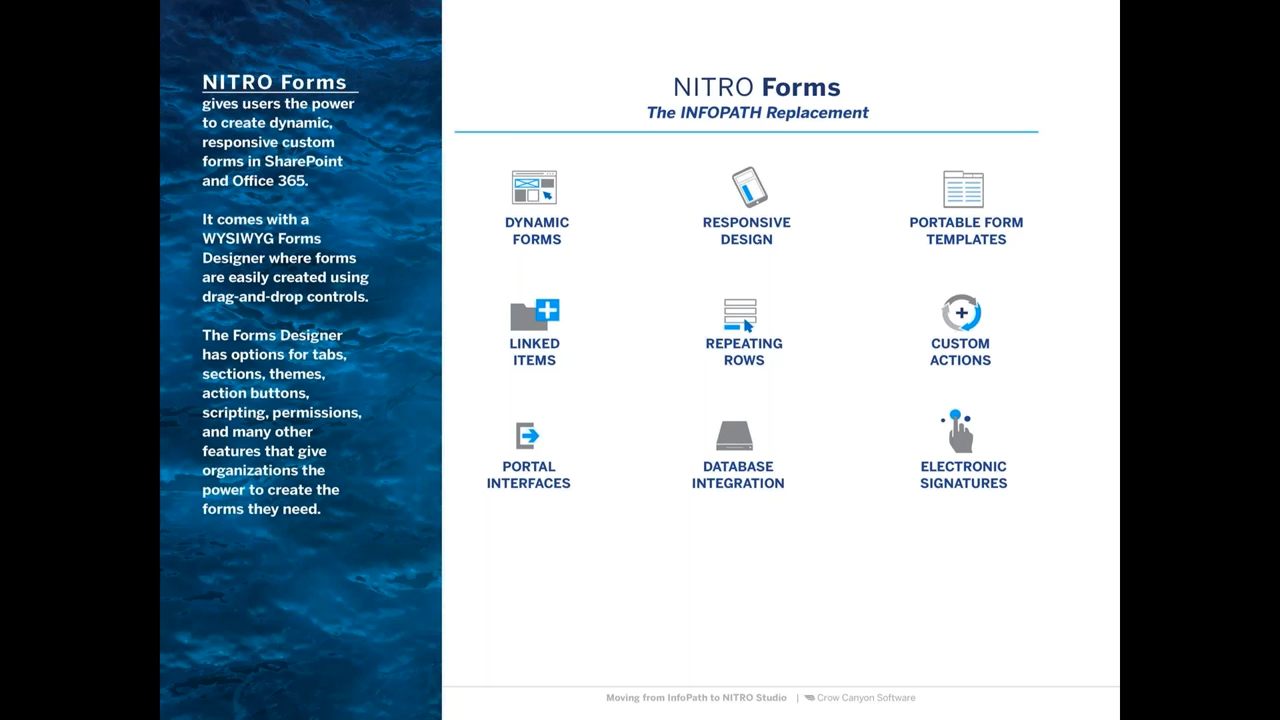 NITRO Forms
gives users the power
to create dynamic,
responsive custom
forms in SharePoint
and Office 365.
It comes with a
WYSIWYG Forms
Designer where forms
are easily created using
drag-and-drop controls.
The Forms Designer
has options for tabs,
sections, themes,
action buttons,
scripting, permissions,
and many other
features that give
organizations the
power to create the
forms they need.
NITRO Forms
The INFOPATH Replacement
DYNAMIC
FORMS
RESPONSIVE
DESIGN
PORTABLE FORM
TEMPLATES
LINKED
ITEMS
REPEATING
ROWS
CUSTOM
ACTIONS
PORTAL
INTERFACES
DATABASE
INTEGRATION
ELECTRONIC
SIGNATURES
Moving from InfoPath to NITRO Studio | Crow Canyon Software